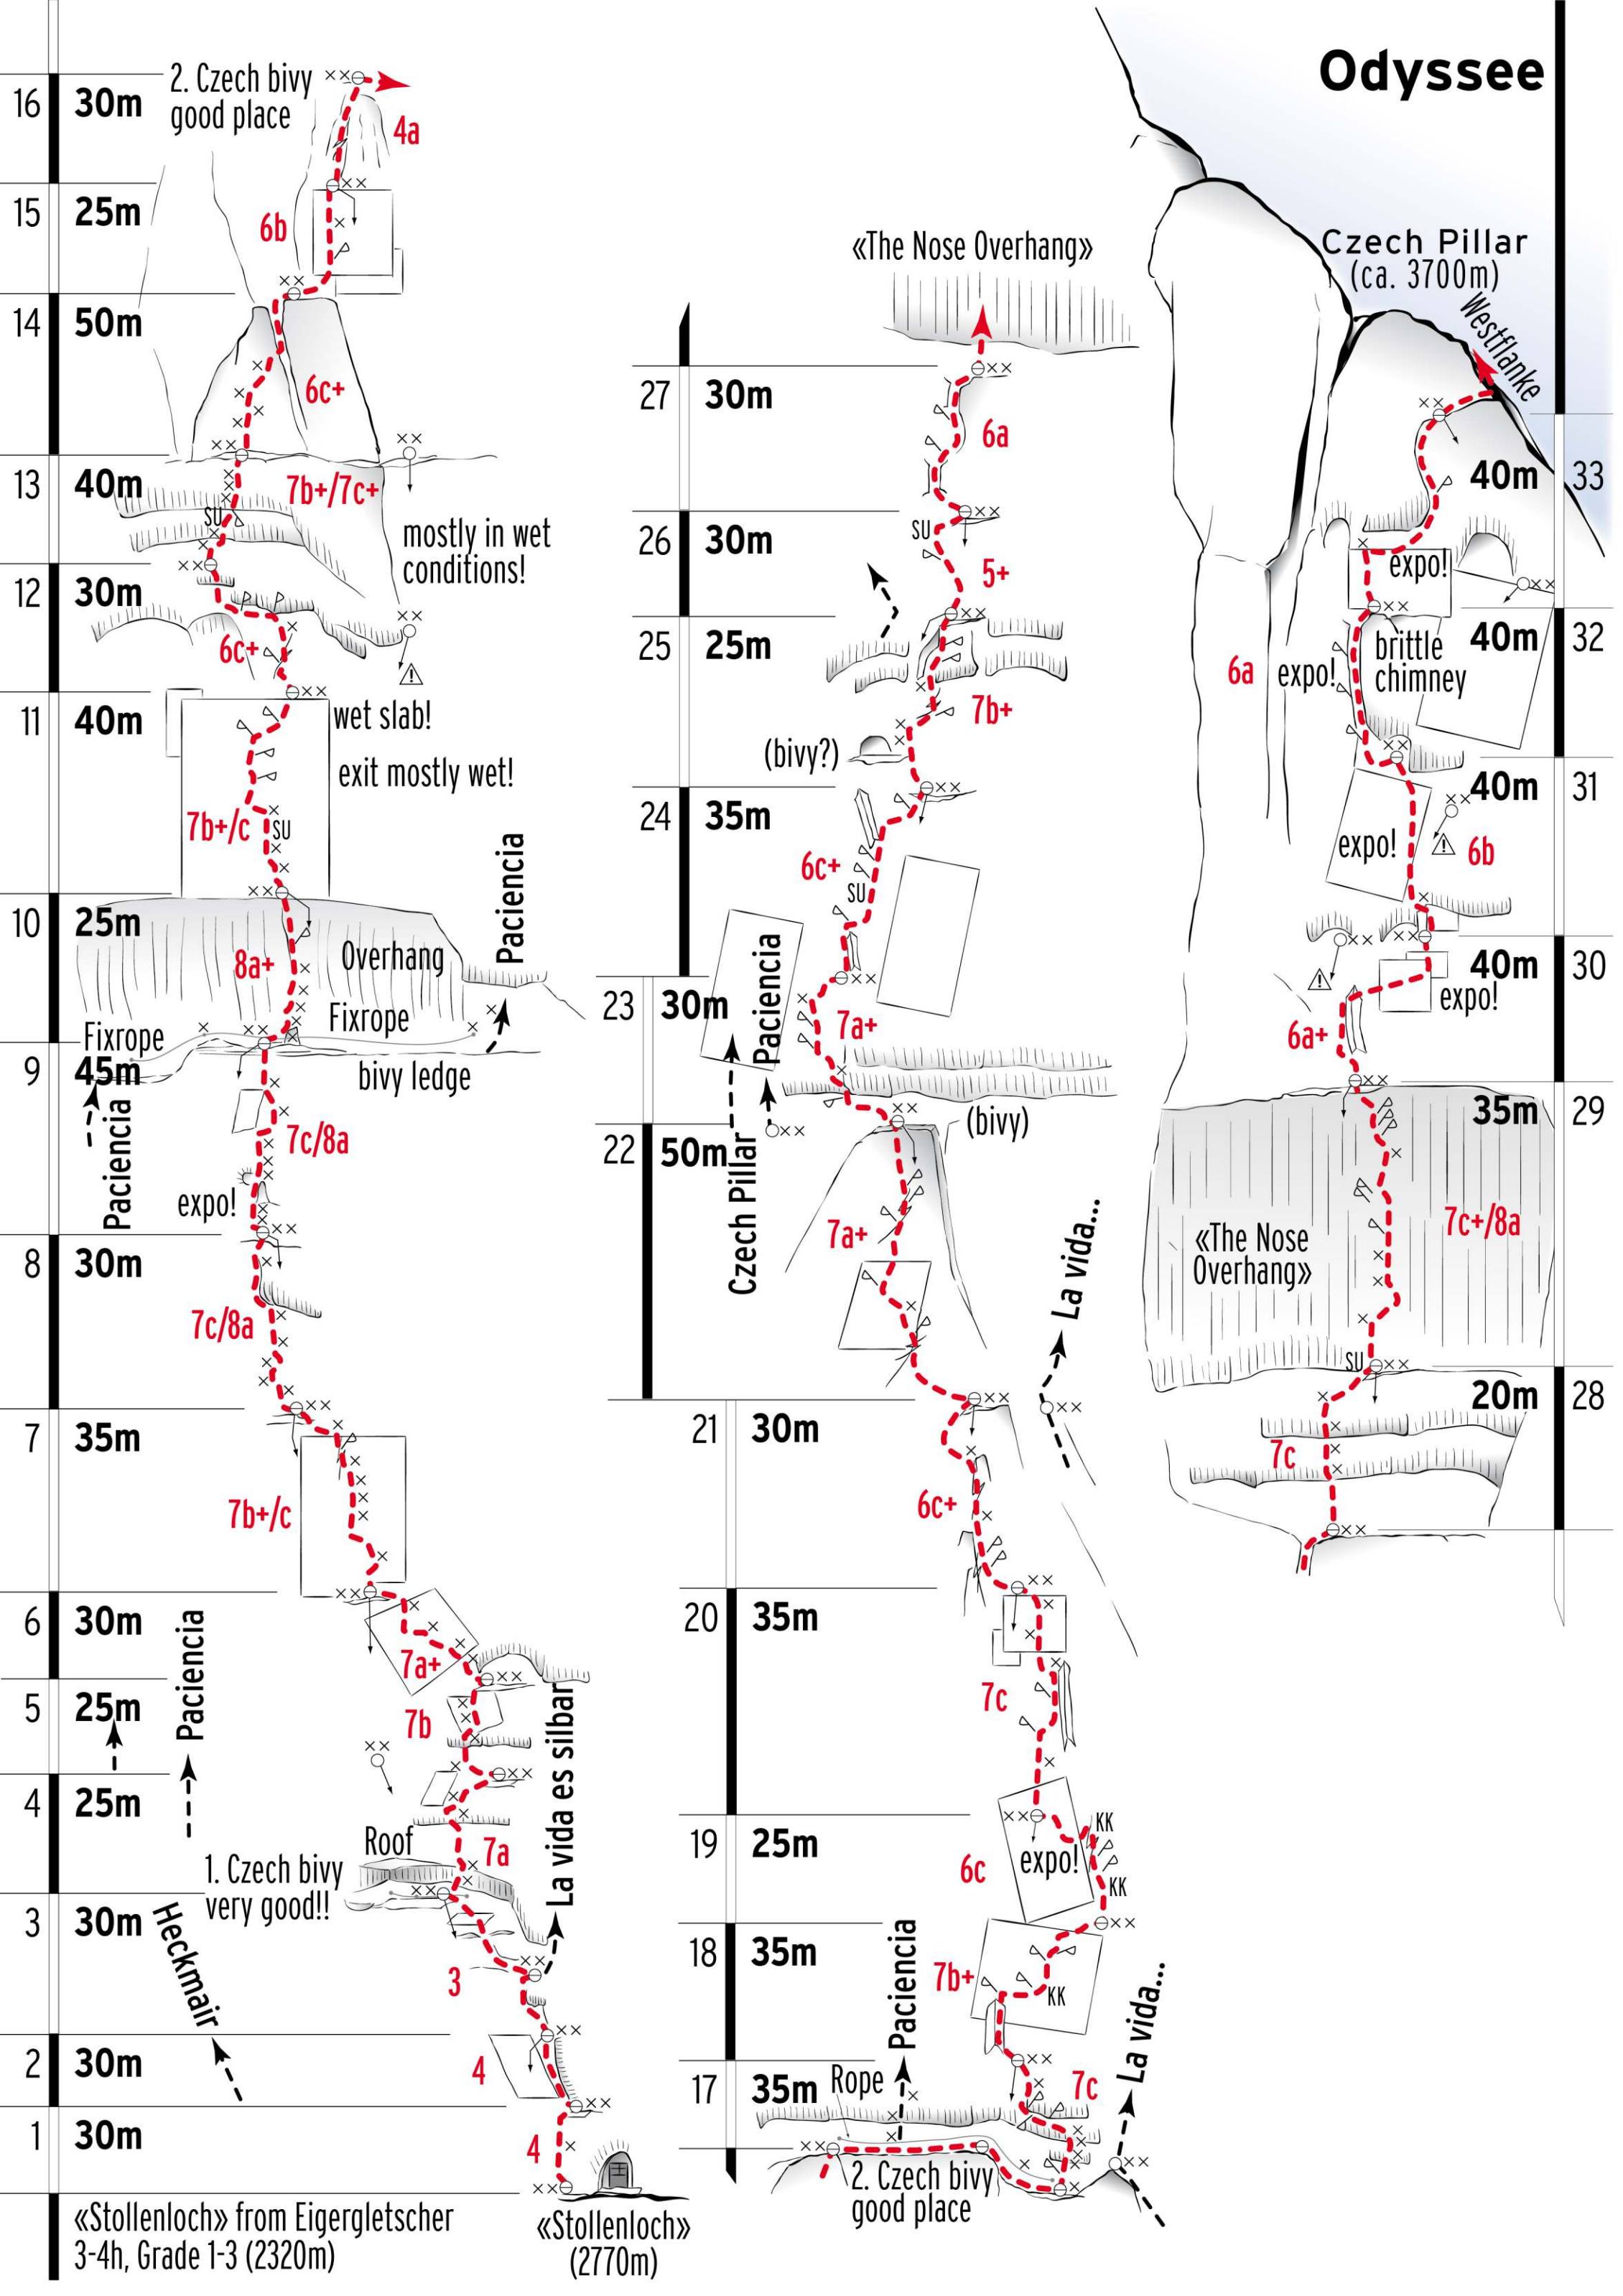 Odyssee
16
30m
2. Czech bivy
good place
××
4a
15
25m
××
6b
14
50m
××
6c+
13
40m
××
××
7b+/7c+
SU
mostly in wet
conditions!
12
30m
××
××
6c+
11
40m
××
wet slab!
exit mostly wet!
7b+/c
SU
Paciencia
10
25m
××
8a+
Overhang
Fixrope
Fixrope
9
45m
××
bivy ledge
Paciencia
7c/8a
expo!
8
30m
××
7c/8a
7
35m
××
7b+/c
6
30m
××
Paciencia
7a+
5
25m
××
7b
La vida es silbar
4
25m
××
××
Roof
7a
1. Czech bivy
very good!!
3
30m
××
Heckmair
××
3
2
30m
××
4
1
30m
××
4
××
«Stollenloch» from Eigergletscher
3-4h, Grade 1-3 (2320m)
«Stollenloch»
(2770m)
«The Nose Overhang»
27
30m
××
6a
26
30m
××
SU
5+
25
25m
××
7b+
(bivy?)
24
35m
××
6c+
SU
23
30m
××
Paciencia
7a+
(bivy)
22
50m
××
××
Czech Pillar
7a+
La vida...
21
30m
××
××
6c+
20
35m
××
7c
19
25m
××
KK
expo!
6c
KK
18
35m
××
Paciencia
7b+
KK
La vida...
17
35m
××
Rope
7c
××
2. Czech bivy
good place
××
Czech Pillar
(ca. 3700m)
Westflanke
××
40m
33
expo!
××
××
40m
32
brittle
chimney
6a
expo!
××
40m
31
××
expo!
6b
××
××
40m
30
expo!
6a+
××
35m
29
7c+/8a
«The Nose
Overhang»
SU
××
20m
28
7c
××